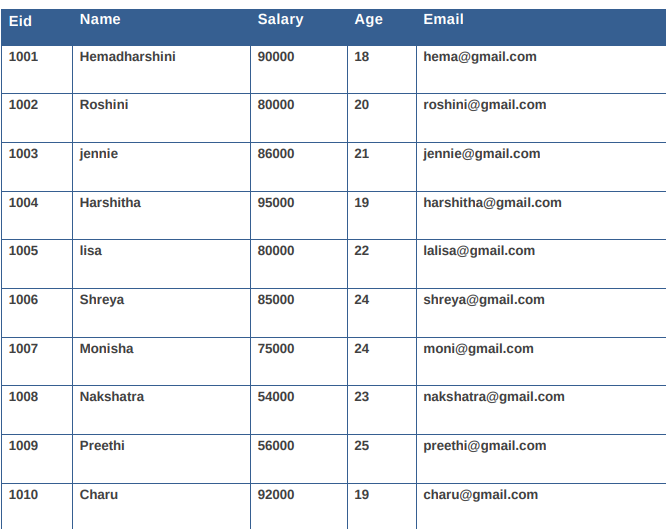 Eid Name Salary Age Email
1001 Hemadharshini 90000 18 hema@gmail.com
1002 Roshini 80000 20 roshini@gmail.com
1003 jennie 86000 21 jennie@gmail.com
1004 Harshitha 95000 19 harshitha@gmail.com
1005 lisa 80000 22 lalisa@gmail.com
1006 Shreya 85000 24 shreya@gmail.com
1007 Monisha 75000 24 moni@gmail.com
1008 Nakshatra 54000 23 nakshatra@gmail.com
1009 Preethi 56000 25 preethi@gmail.com
1010 Charu 92000 19 charu@gmail.com